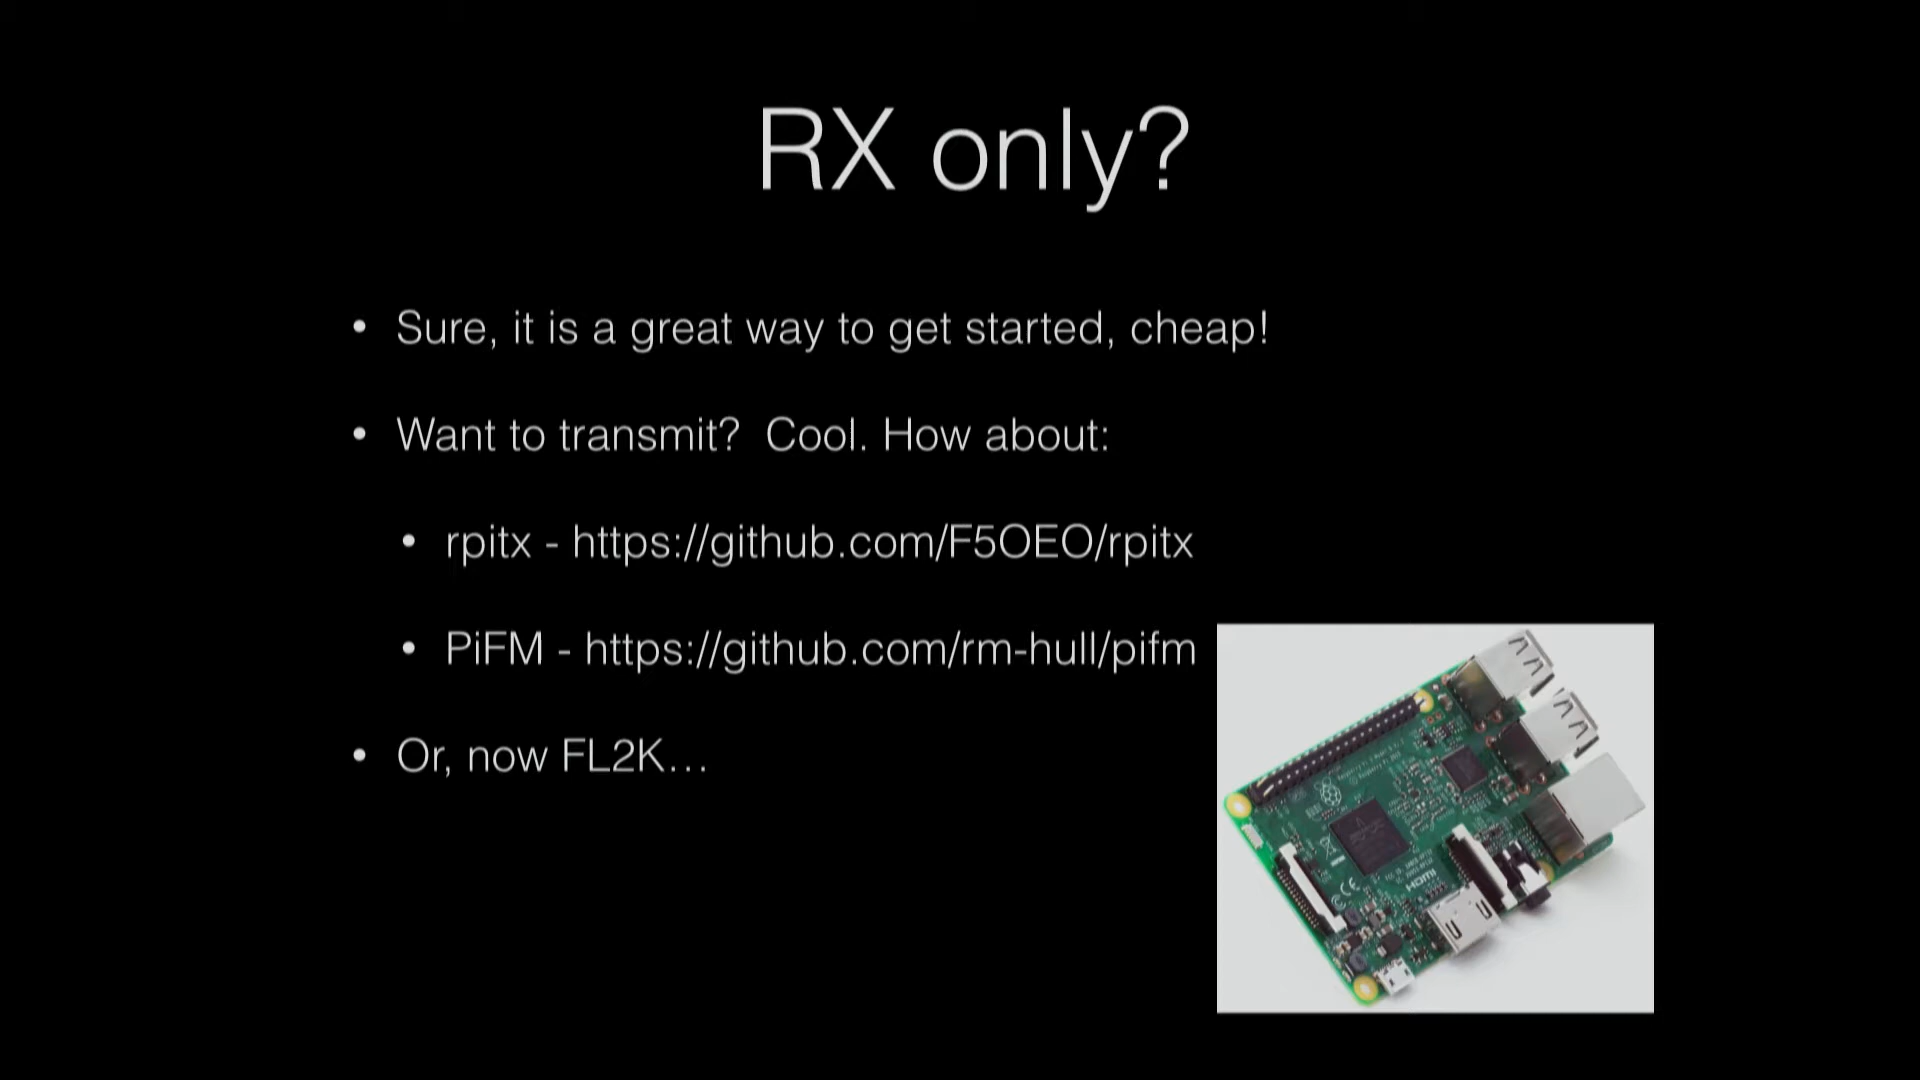 RX only?
• Sure, it is a great way to get started, cheap!
• Want to transmit?  Cool. How about:
• rpitx - https://github.com/F5OEO/rpitx
• PiFM - https://github.com/rm-hull/pifm
• Or, now FL2K…
HDMI